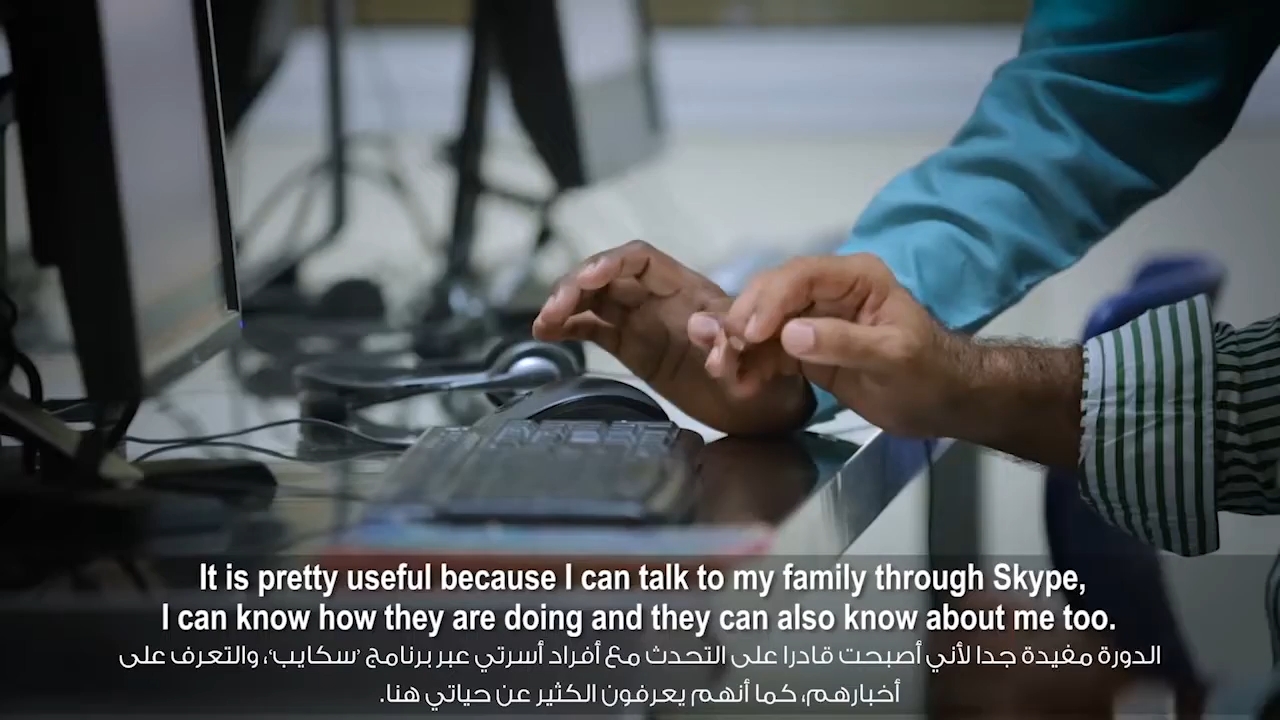 It is pretty useful because I can talk to my family through Skype,
I can know how they are doing and they can also know about me too.
الدورة مفيدة جدا لأني أصبحت قادرا على التحدث مع أفراد أسرتي عبر برنامج ‘سكايب‘، والتعرف على
أخبارهم، كما أنهم يعرفون الكثير عن حياتي هنا.